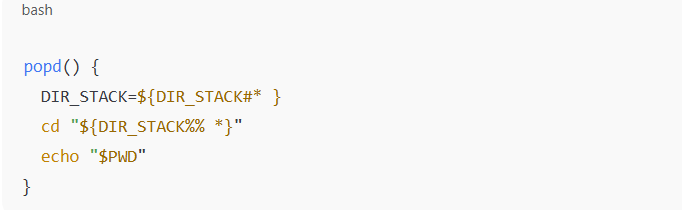 bash
popd() {
  DIR_STACK=${DIR_STACK#* }
  cd "${DIR_STACK%% *}"
  echo "$PWD"
}